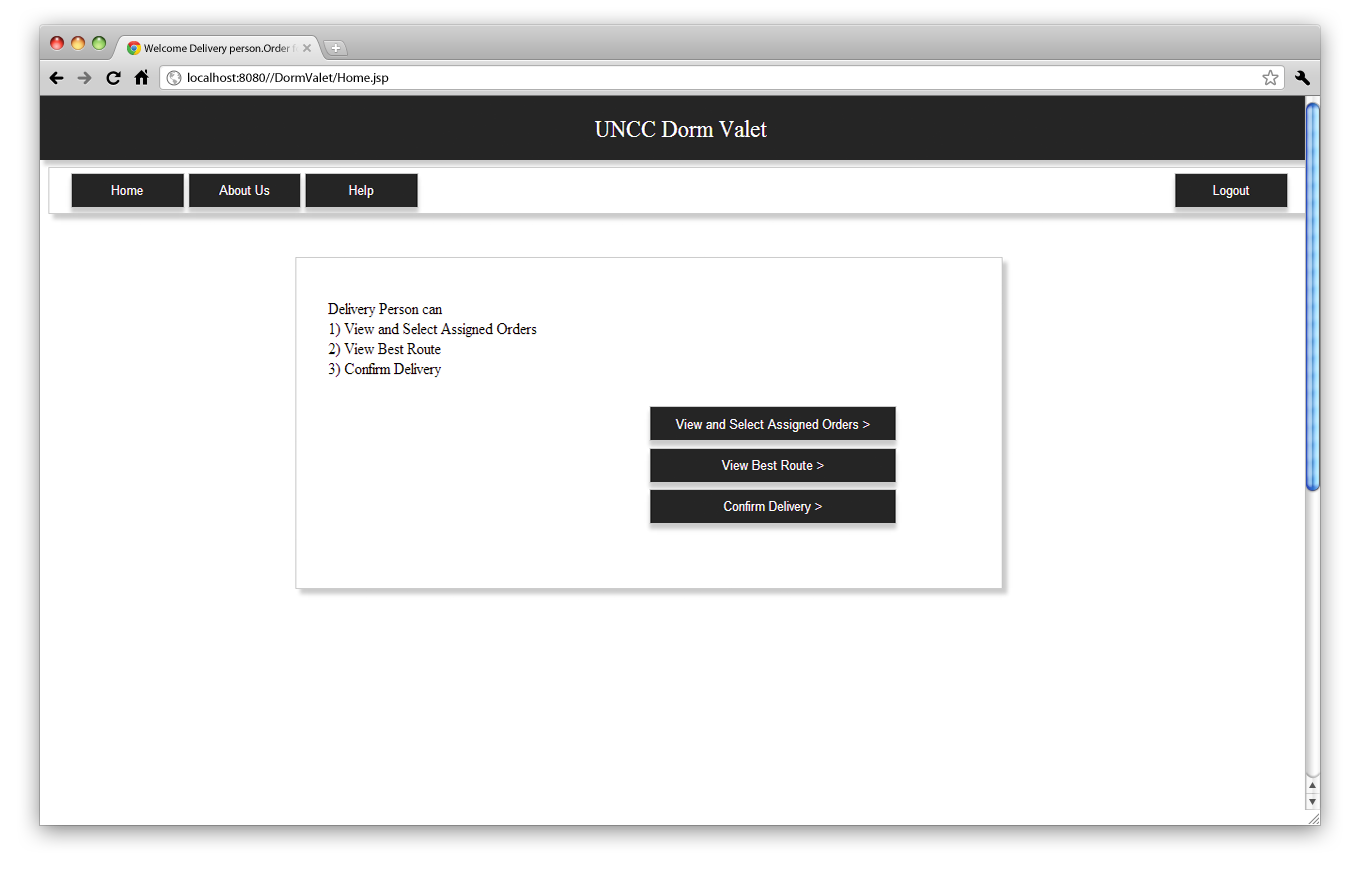 Welcome Delivery person.Order
localhost:8080//DormValet/Home.jsp
UNCC Dorm Valet
Home
About Us
Help
Logout
Delivery Person can
1) View and Select Assigned Orders
2) View Best Route
3) Confirm Delivery
View and Select Assigned Orders >
View Best Route >
Confirm Delivery >